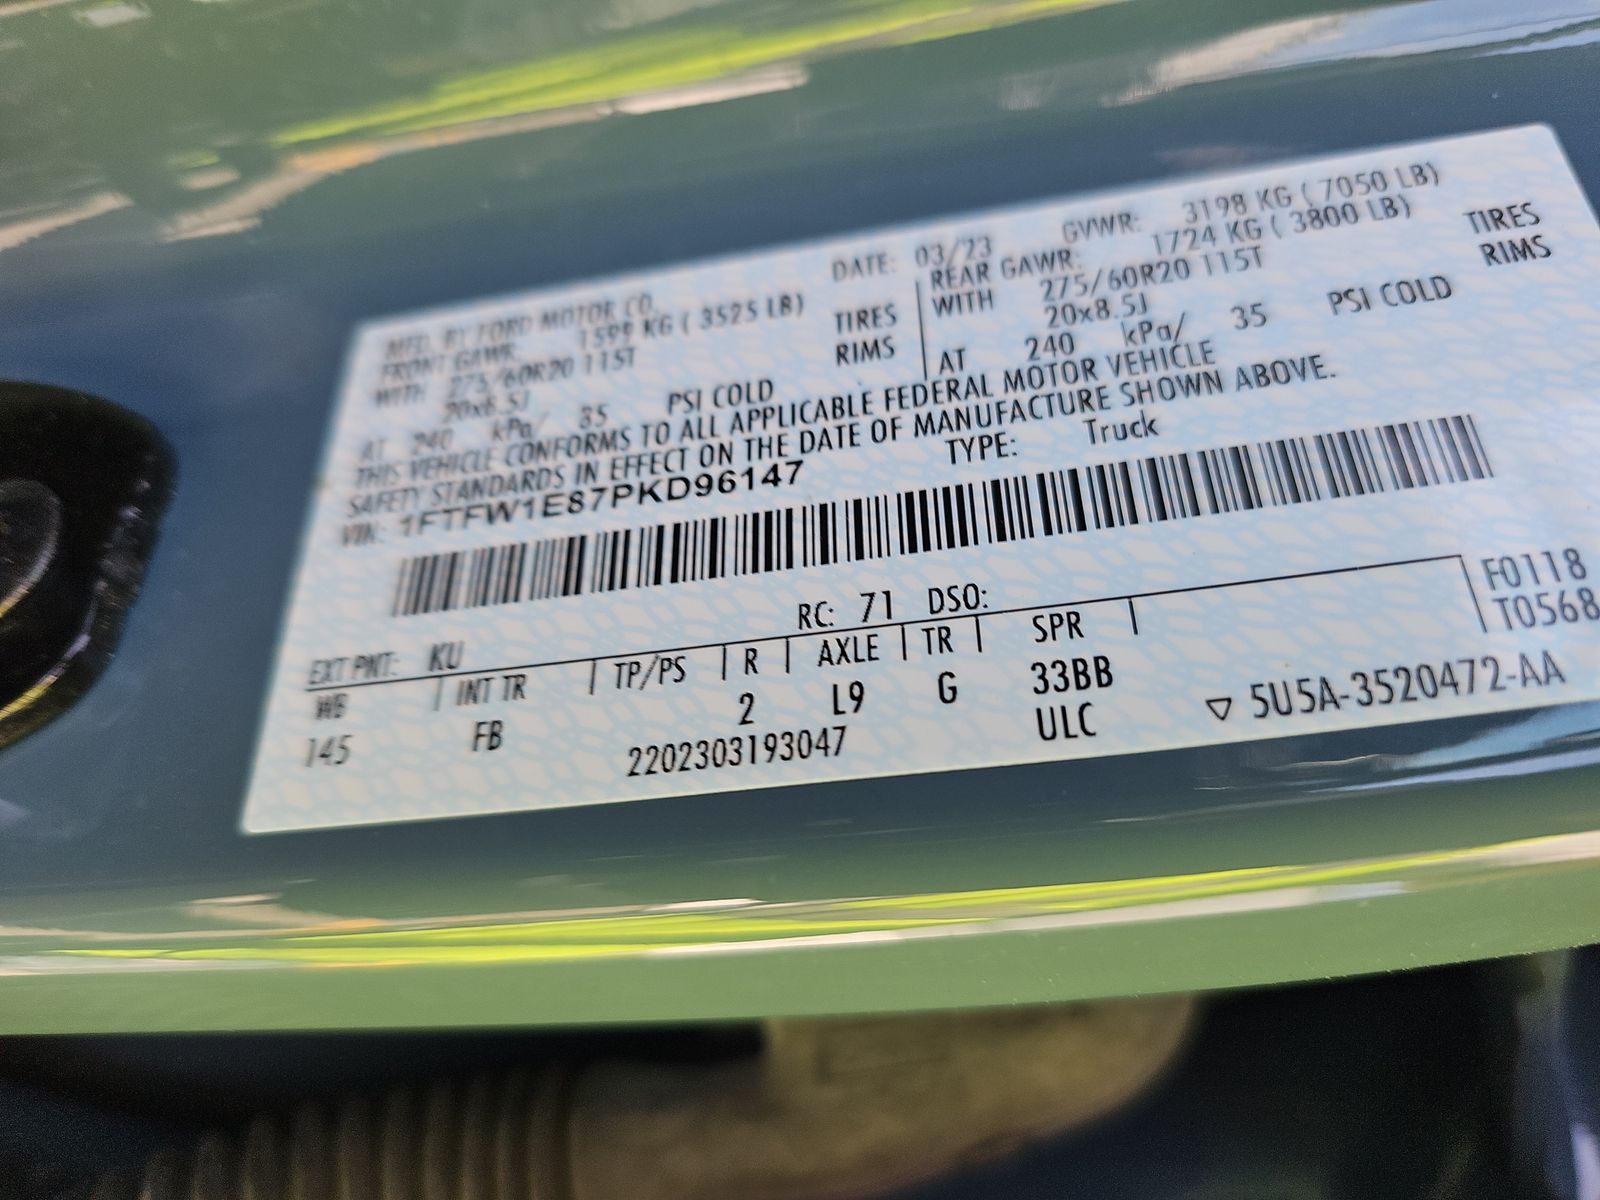 MFD. BY FORD MOTOR CO.
DATE: 03/23 GVWR: 3198 KG ( 7050 LB)
FRONT GAWR: 1599 KG ( 3525 LB) REAR GAWR: 1724 KG ( 3800 LB)
WITH 275/60R20 115T TIRES WITH 275/60R20 115T TIRES
20x8.5J RIMS 20x8.5J RIMS
AT 240 kPa/ 35 PSI COLD AT 240 kPa/ 35 PSI COLD
THIS VEHICLE CONFORMS TO ALL APPLICABLE FEDERAL MOTOR VEHICLE
SAFETY STANDARDS IN EFFECT ON THE DATE OF MANUFACTURE SHOWN ABOVE.
VIN: 1FTFW1E87PKD96147 TYPE: Truck
F0118
EXT PNT: KU RC: 71 DSO: T0568
WB INT TR TP/PS R AXLE TR SPR
145 FB 2 L9 G 33BB
2202303193047 ULC ▽ 5U5A-3520472-AA